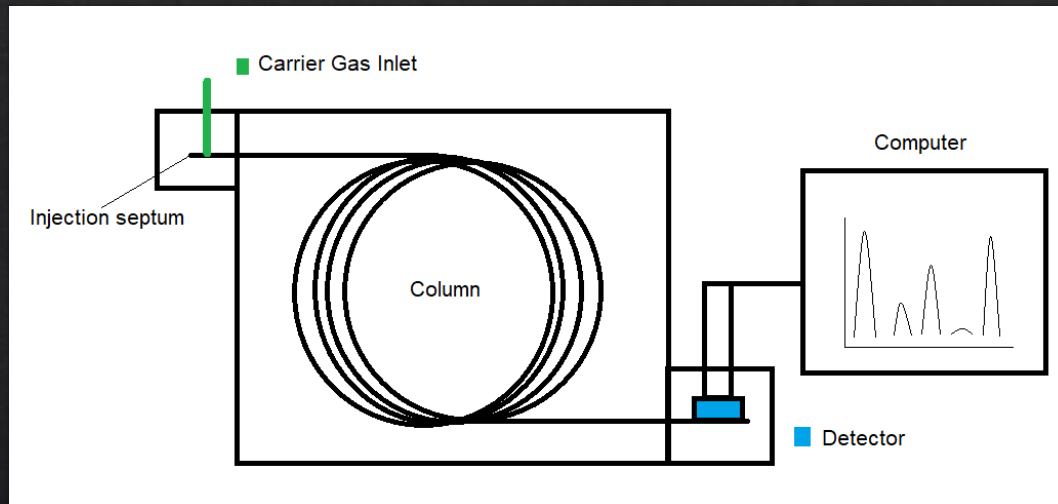 Carrier Gas Inlet
Computer
Injection septum
Column
Detector